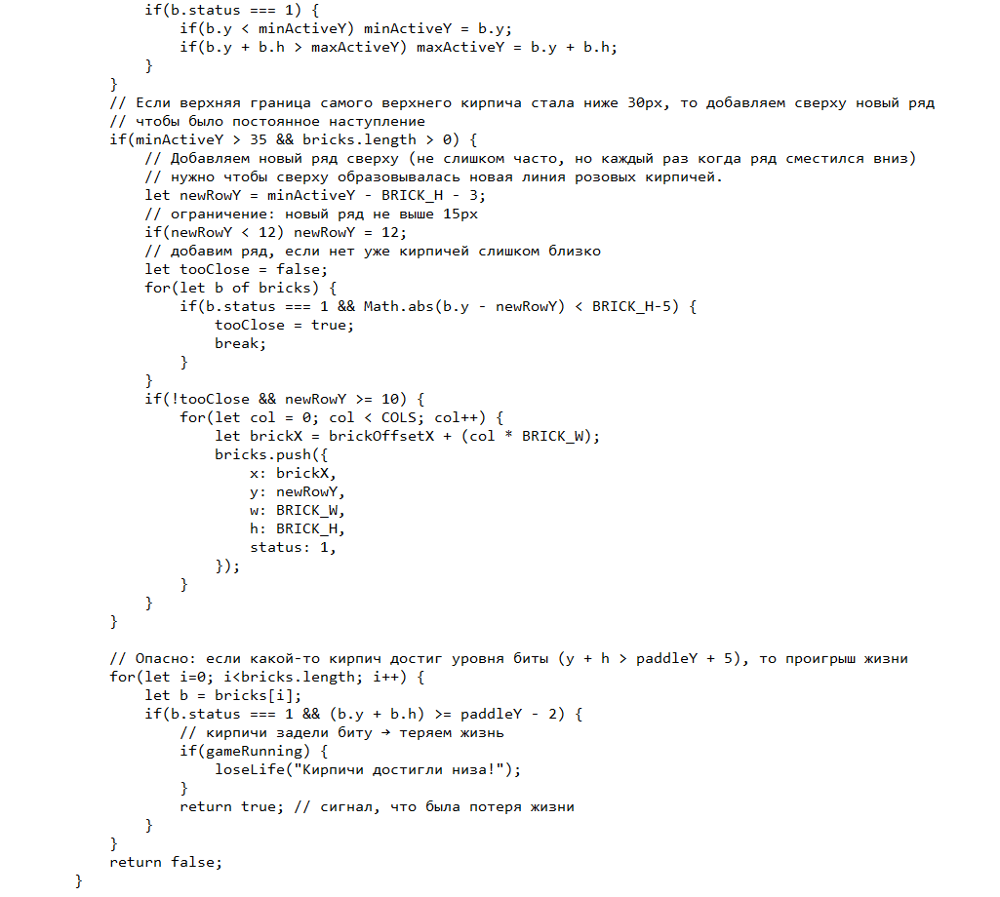 if(b.status === 1) {
if(b.y < minActiveY) minActiveY = b.y;
if(b.y + b.h > maxActiveY) maxActiveY = b.y + b.h;
}
}
// Если верхняя граница самого верхнего кирпича стала ниже 30px, то добавляем сверху новый ряд
// чтобы было постоянное наступление
if(minActiveY > 35 && bricks.length > 0) {
// Добавляем новый ряд сверху (не слишком часто, но каждый раз когда ряд сместился вниз)
// нужно чтобы сверху образовывалась новая линия розовых кирпичей.
let newRowY = minActiveY - BRICK_H - 3;
// ограничение: новый ряд не выше 15px
if(newRowY < 12) newRowY = 12;
// добавим ряд, если нет уже кирпичей слишком близко
let tooClose = false;
for(let b of bricks) {
if(b.status === 1 && Math.abs(b.y - newRowY) < BRICK_H-5) {
tooClose = true;
break;
}
}
if(!tooClose && newRowY >= 10) {
for(let col = 0; col < COLS; col++) {
let brickX = brickOffsetX + (col * BRICK_W);
bricks.push({
x: brickX,
y: newRowY,
w: BRICK_W,
h: BRICK_H,
status: 1,
});
}
}
}
// Опасно: если какой-то кирпич достиг уровня биты (y + h > paddleY + 5), то проигрыш жизни
for(let i=0; i<bricks.length; i++) {
let b = bricks[i];
if(b.status === 1 && (b.y + b.h) >= paddleY - 2) {
// кирпичи задели биту → теряем жизнь
if(gameRunning) {
loseLife("Кирпичи достигли низа!");
}
return true; // сигнал, что была потеря жизни
}
}
return false;
}